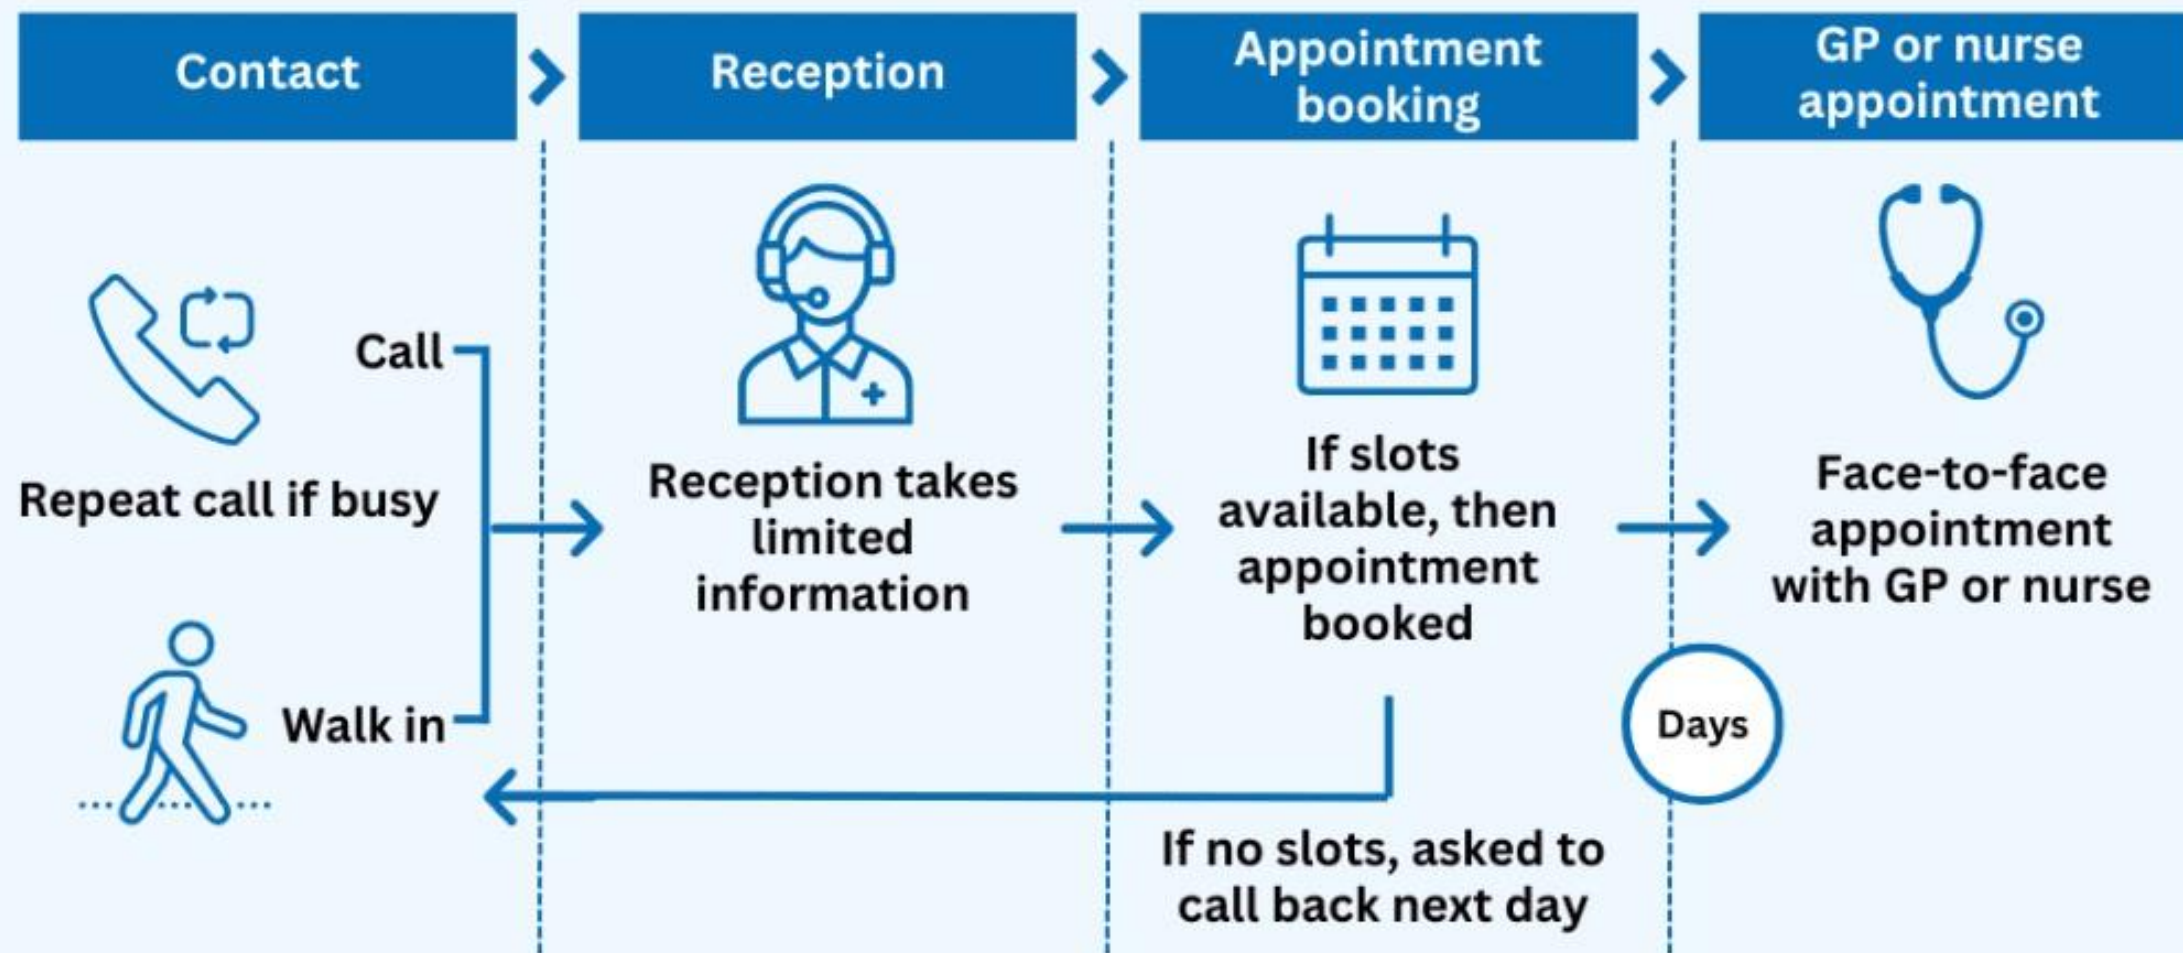 Contact
Reception
Appointment
booking
GP or nurse
appointment
Call
Repeat call if busy
Walk in
Reception takes
limited
information
If slots
available, then
appointment
booked
If no slots, asked to
call back next day
Days
Face-to-face
appointment
with GP or nurse